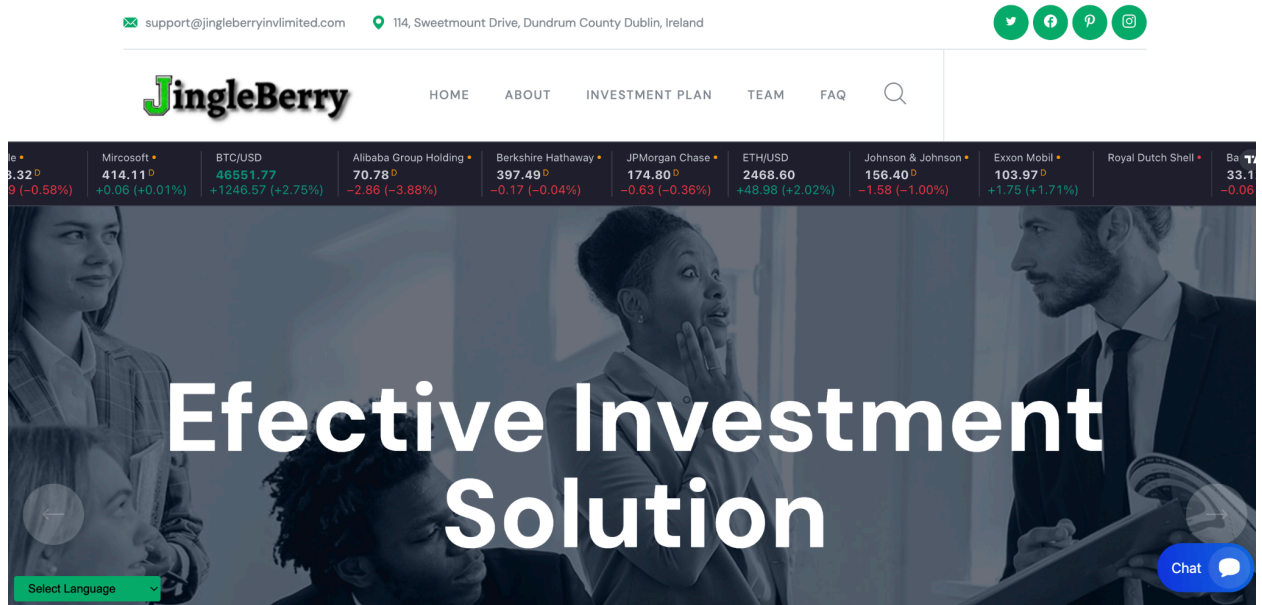 support@jingleberryinvlimited.com 114, Sweetmount Drive, Dundrum County Dublin, Ireland
JingleBerry HOME ABOUT INVESTMENT PLAN TEAM FAQ
Mircosoft BTC/USD Alibaba Group Holding Berkshire Hathaway JPMorgan Chase ETH/USD Johnson & Johnson Exxon Mobil Royal Dutch Shell
414.11 D 46551.77 70.78 D 397.49 D 174.80 D 2468.60 156.40 D 103.97 D
(−0.58%) +0.06 (+0.01%) +1246.57 (+2.75%) −2.86 (−3.88%) −0.17 (−0.04%) −0.63 (−0.36%) +48.98 (+2.02%) −1.58 (−1.00%) +1.75 (+1.71%) −0.06
Efective Investment
Solution
Chat
Select Language